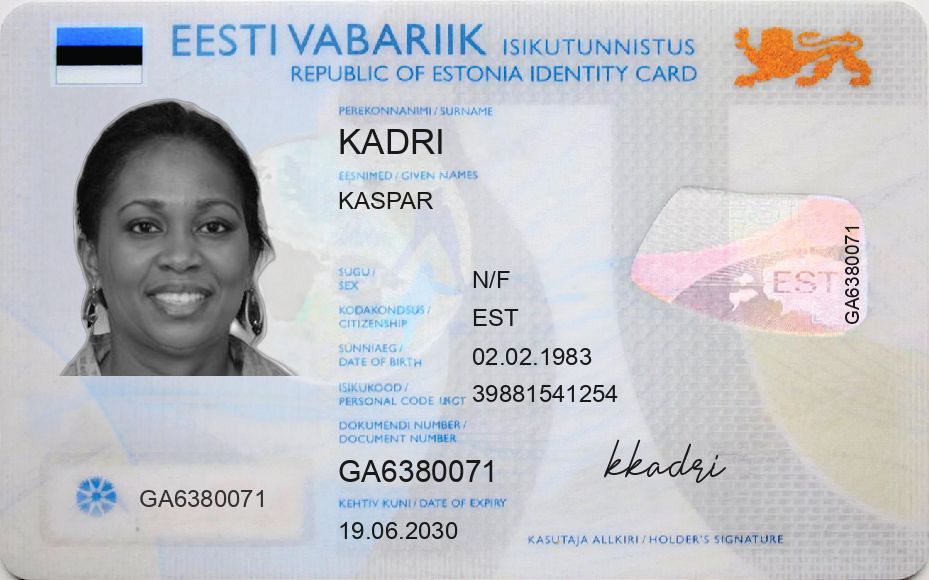 EESTI VABARIIK ISIKUTUNNISTUS
REPUBLIC OF ESTONIA IDENTITY CARD
PEREKONNANIMI / SURNAME
KADRI
EESNIMED / GIVEN NAMES
KASPAR
SUGU /
SEX
N/F
KODAKONDSUS /
CITIZENSHIP
EST
SÜNNIAEG /
DATE OF BIRTH
02.02.1983
ISIKUKOOD /
PERSONAL CODE
39881541254
DOKUMENDI NUMBER /
DOCUMENT NUMBER
GA6380071
KEHTIV KUNI / DATE OF EXPIRY
19.06.2030
GA6380071
EST
GA6380071
kkadri
KASUTAJA ALLKIRI / HOLDER'S SIGNATURE